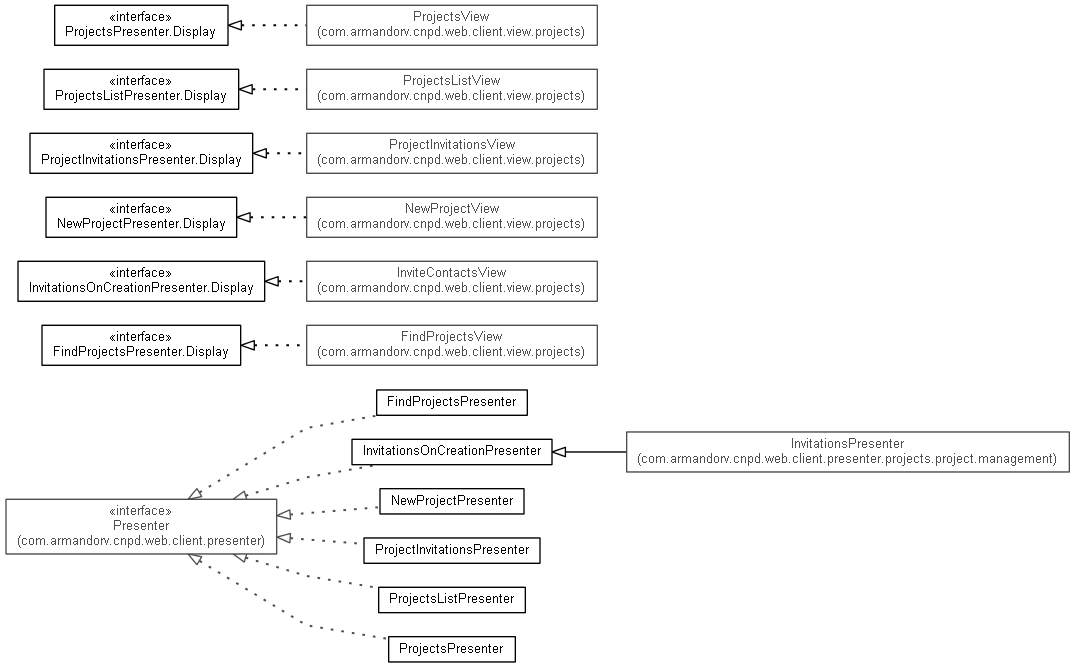 «interface»
ProjectsPresenter.Display
ProjectsView
(com.armandorv.cnpd.web.client.view.projects)
«interface»
ProjectsListPresenter.Display
ProjectsListView
(com.armandorv.cnpd.web.client.view.projects)
«interface»
ProjectInvitationsPresenter.Display
ProjectInvitationsView
(com.armandorv.cnpd.web.client.view.projects)
«interface»
NewProjectPresenter.Display
NewProjectView
(com.armandorv.cnpd.web.client.view.projects)
«interface»
InvitationsOnCreationPresenter.Display
InviteContactsView
(com.armandorv.cnpd.web.client.view.projects)
«interface»
FindProjectsPresenter.Display
FindProjectsView
(com.armandorv.cnpd.web.client.view.projects)
FindProjectsPresenter
InvitationsOnCreationPresenter
InvitationsPresenter
(com.armandorv.cnpd.web.client.presenter.projects.project.management)
NewProjectPresenter
«interface»
Presenter
(com.armandorv.cnpd.web.client.presenter)
ProjectInvitationsPresenter
ProjectsListPresenter
ProjectsPresenter